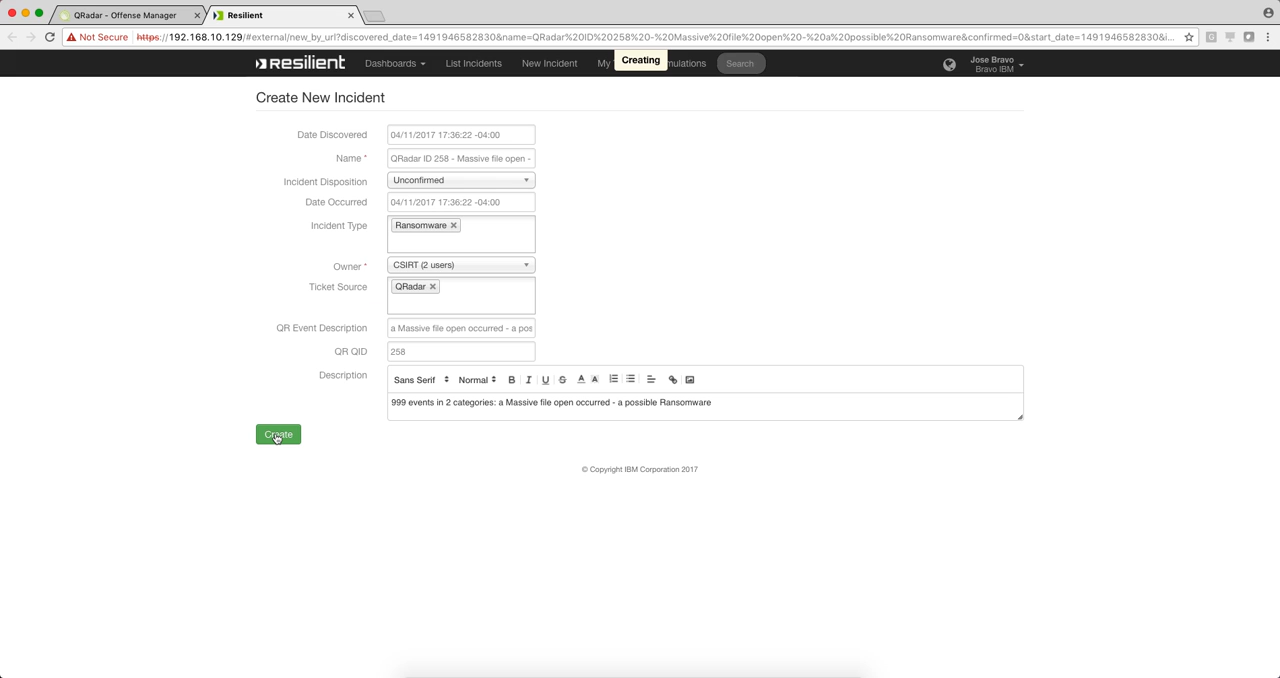 QRadar - Offense Manager
Resilient
Not Secure https://192.168.10.129/#external/new_by_url?discovered_date=1491946582830&name=QRadar%20ID%20258%20-%20Massive%20file%20open%20-%20a%20possible%20Ransomware&confirmed=0&start_date=1491946582830&i...
Resilient Dashboards List Incidents New Incident My mulations Search Jose Bravo
Bravo IBM
Creating
Create New Incident
Date Discovered 04/11/2017 17:36:22 -04:00
Name * QRadar ID 258 - Massive file open -
Incident Disposition Unconfirmed
Date Occurred 04/11/2017 17:36:22 -04:00
Incident Type Ransomware
Owner * CSIRT (2 users)
Ticket Source QRadar
QR Event Description a Massive file open occurred - a pos
QR QID 258
Description Sans Serif Normal B I U S A A
999 events in 2 categories: a Massive file open occurred - a possible Ransomware
Create
© Copyright IBM Corporation 2017